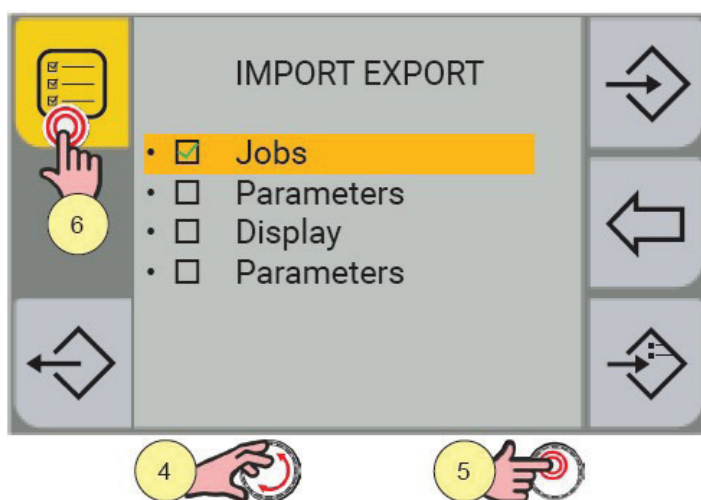 IMPORT EXPORT
• Jobs
• Parameters
• Display
• Parameters
6
4
5